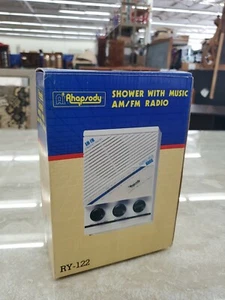 Rhapsody
SHOWER WITH MUSIC
AM/FM RADIO
RY-122